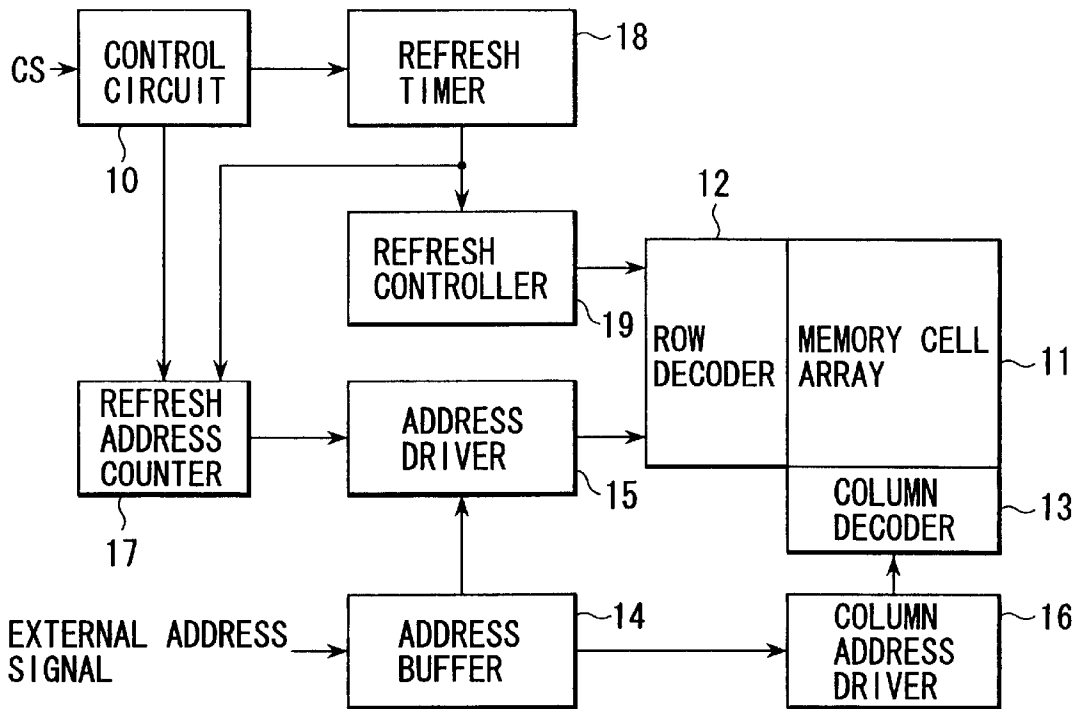 CS
CONTROL
CIRCUIT
10
REFRESH
TIMER
18
REFRESH
CONTROLLER
19
12
ROW
DECODER
MEMORY CELL
ARRAY
11
REFRESH
ADDRESS
COUNTER
17
ADDRESS
DRIVER
15
COLUMN
DECODER
13
EXTERNAL ADDRESS
SIGNAL
ADDRESS
BUFFER
14
COLUMN
ADDRESS
DRIVER
16